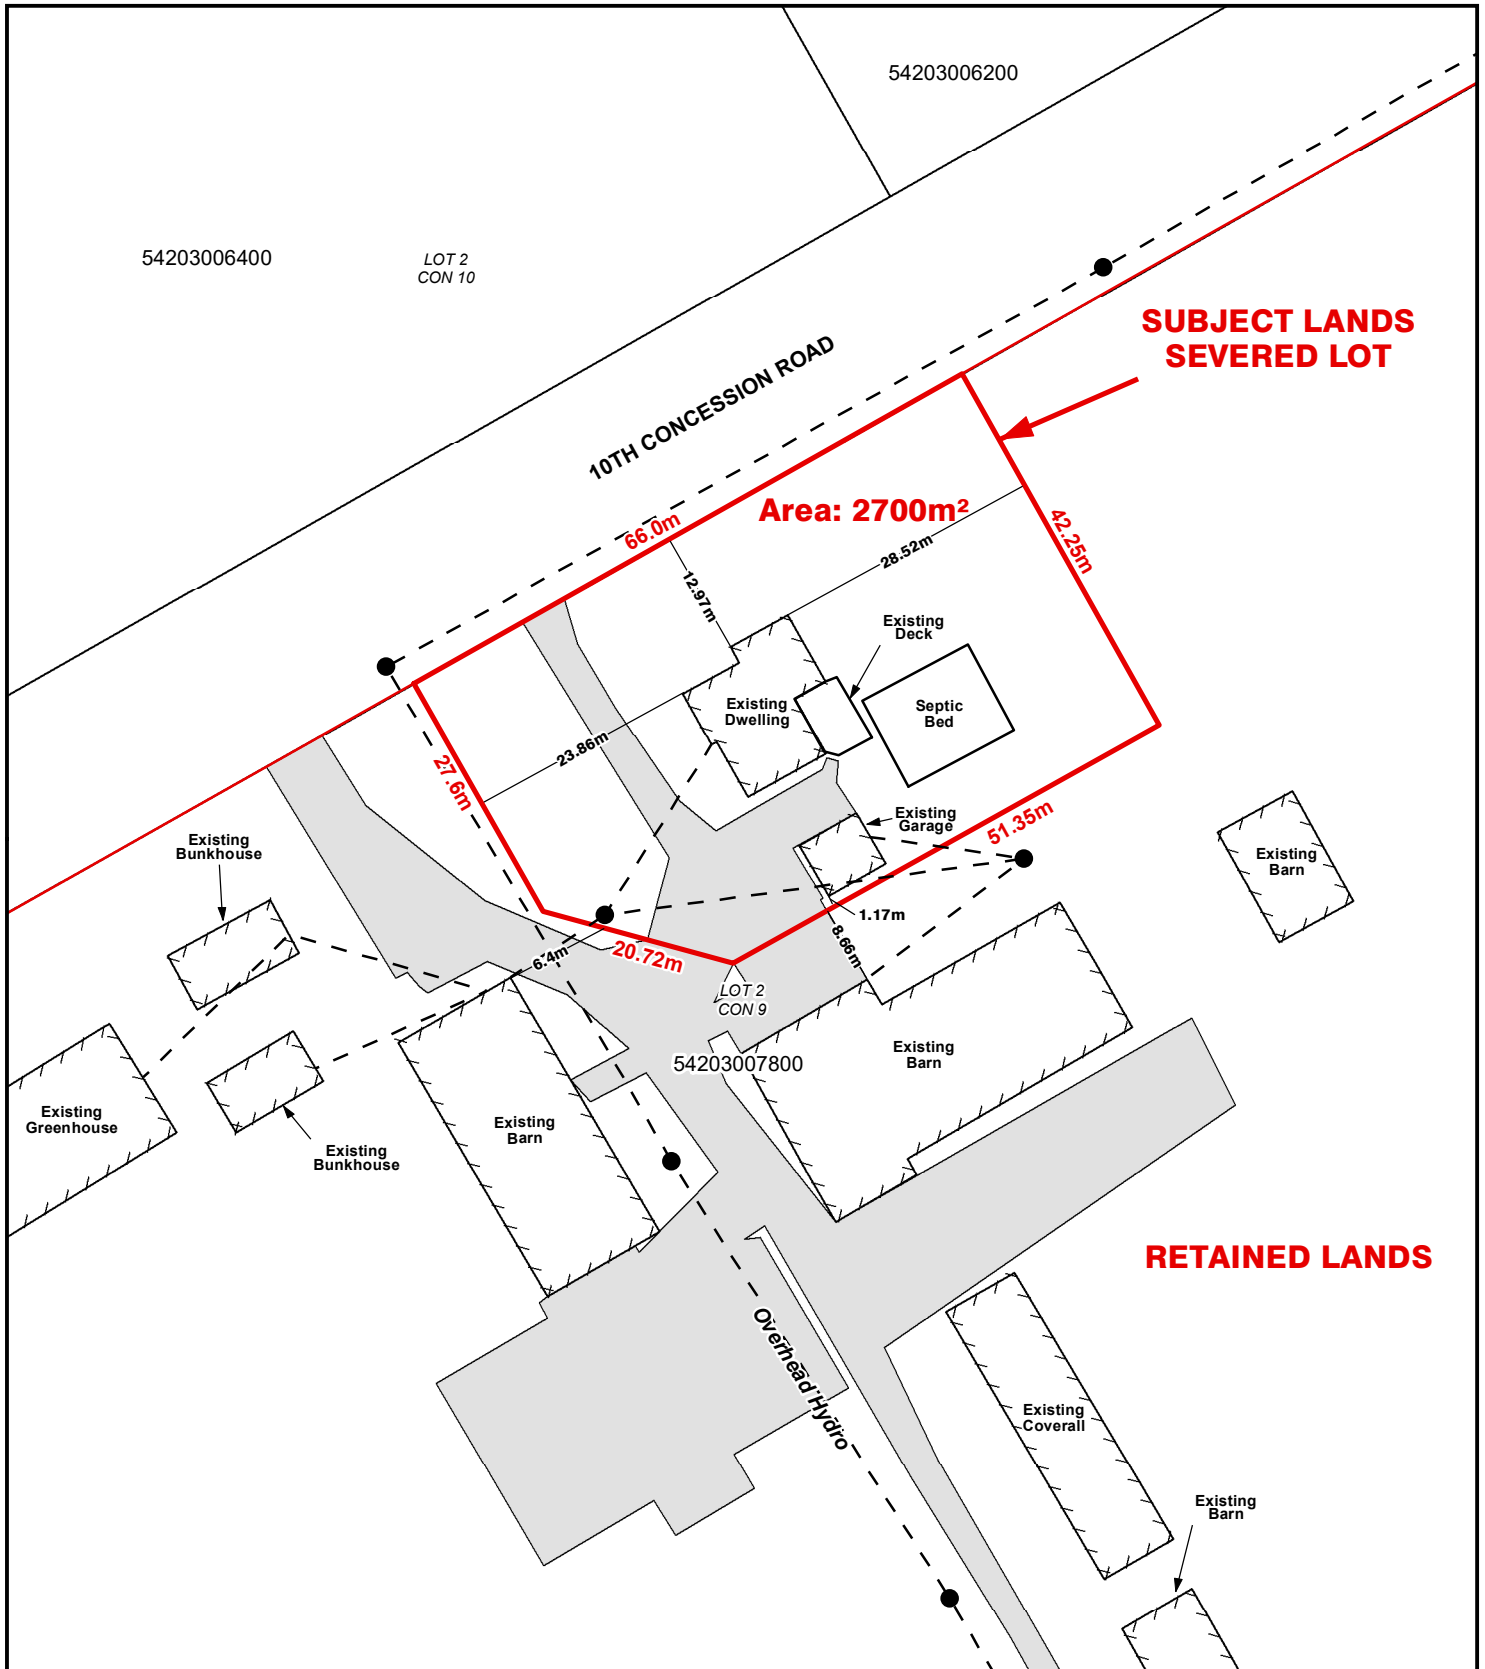 54203006200
54203006400
LOT 2
CON 10
SUBJECT LANDS
SEVERED LOT
10TH CONCESSION ROAD
66.0m
Area: 2700m²
42.25m
28.52m
12.97m
Existing
Deck
Existing
Dwelling
Septic
Bed
23.86m
27.6m
Existing
Garage
51.35m
Existing
Bunkhouse
Existing
Barn
1.17m
8.66m
6.4m
20.72m
LOT 2
CON 9
54203007800
Existing
Barn
Existing
Greenhouse
Existing
Barn
Existing
Bunkhouse
RETAINED LANDS
Overhead Hydro
Existing
Coverall
Existing
Barn